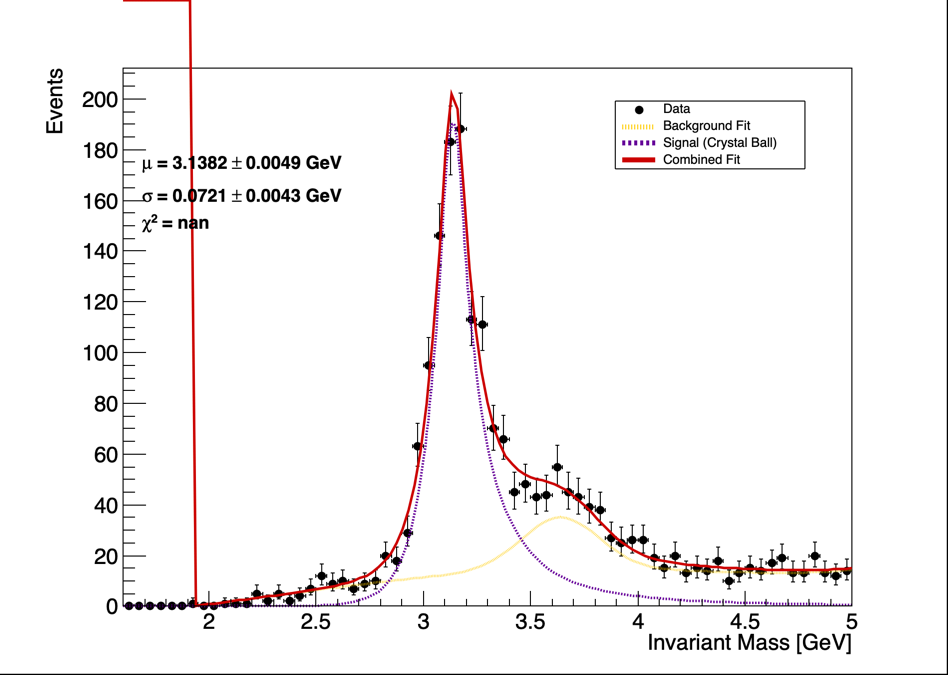 Events
200
180
160
140
120
100
80
60
40
20
0
μ = 3.1382 ± 0.0049 GeV
σ = 0.0721 ± 0.0043 GeV
χ² = nan
Data
Background Fit
Signal (Crystal Ball)
Combined Fit
2 2.5 3 3.5 4 4.5 5
Invariant Mass [GeV]